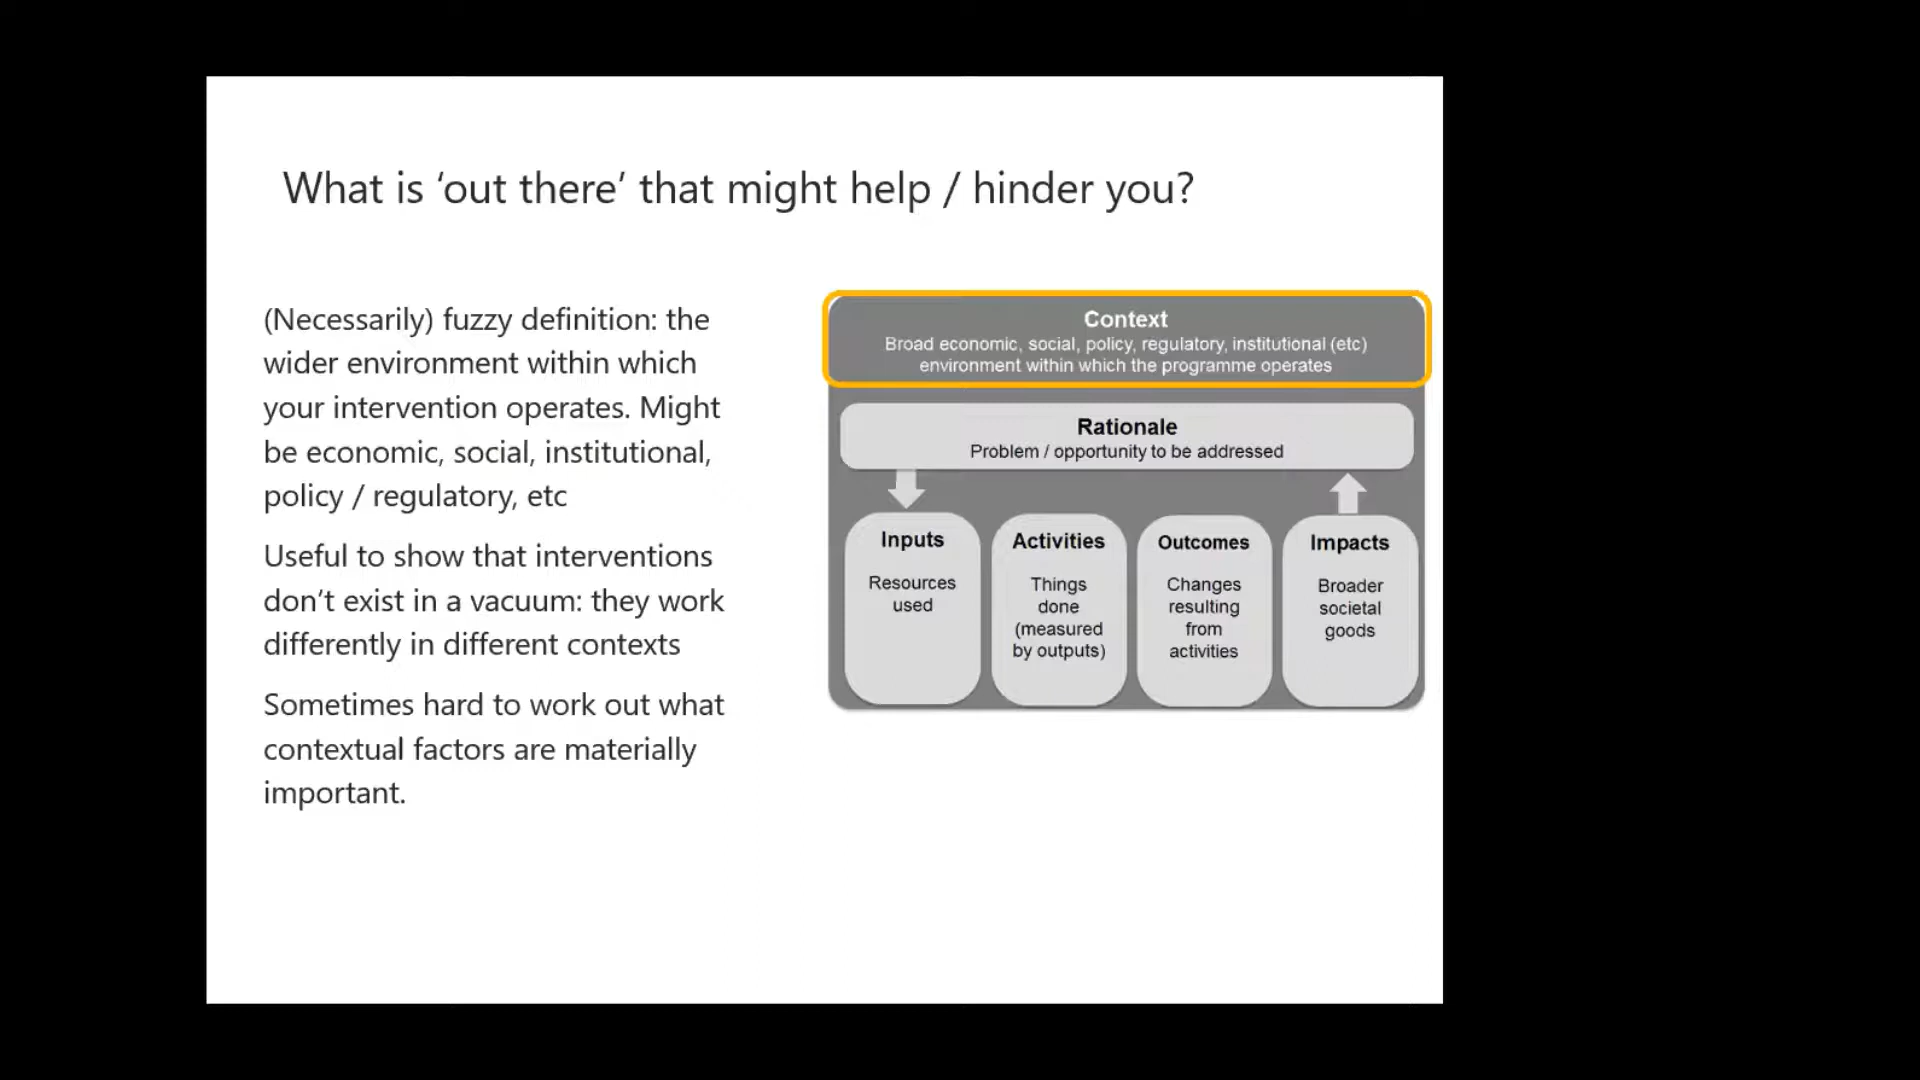 What is ‘out there’ that might help / hinder you?
(Necessarily) fuzzy definition: the
wider environment within which
your intervention operates. Might
be economic, social, institutional,
policy / regulatory, etc
Useful to show that interventions
don’t exist in a vacuum: they work
differently in different contexts
Sometimes hard to work out what
contextual factors are materially
important.
Context
Broad economic, social, policy, regulatory, institutional (etc)
environment within which the programme operates
Rationale
Problem / opportunity to be addressed
Inputs
Resources
used
Activities
Things
done
(measured
by outputs)
Outcomes
Changes
resulting
from
activities
Impacts
Broader
societal
goods